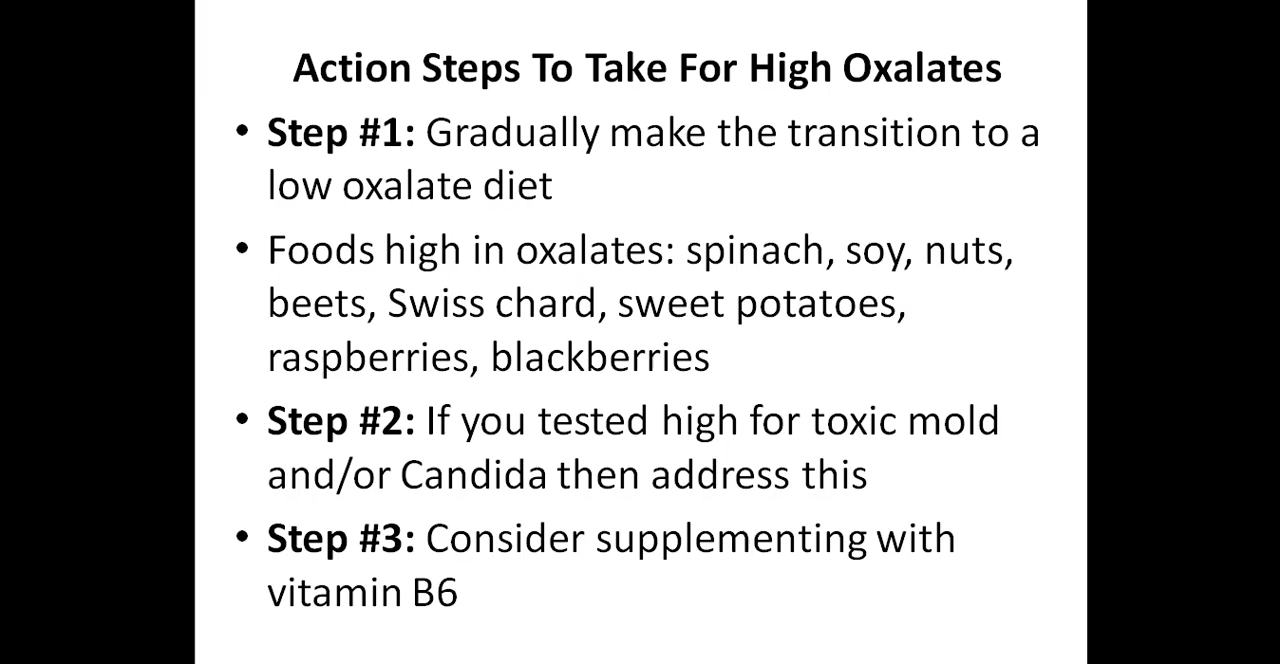 Action Steps To Take For High Oxalates
• Step #1: Gradually make the transition to a
low oxalate diet
• Foods high in oxalates: spinach, soy, nuts,
beets, Swiss chard, sweet potatoes,
raspberries, blackberries
• Step #2: If you tested high for toxic mold
and/or Candida then address this
• Step #3: Consider supplementing with
vitamin B6